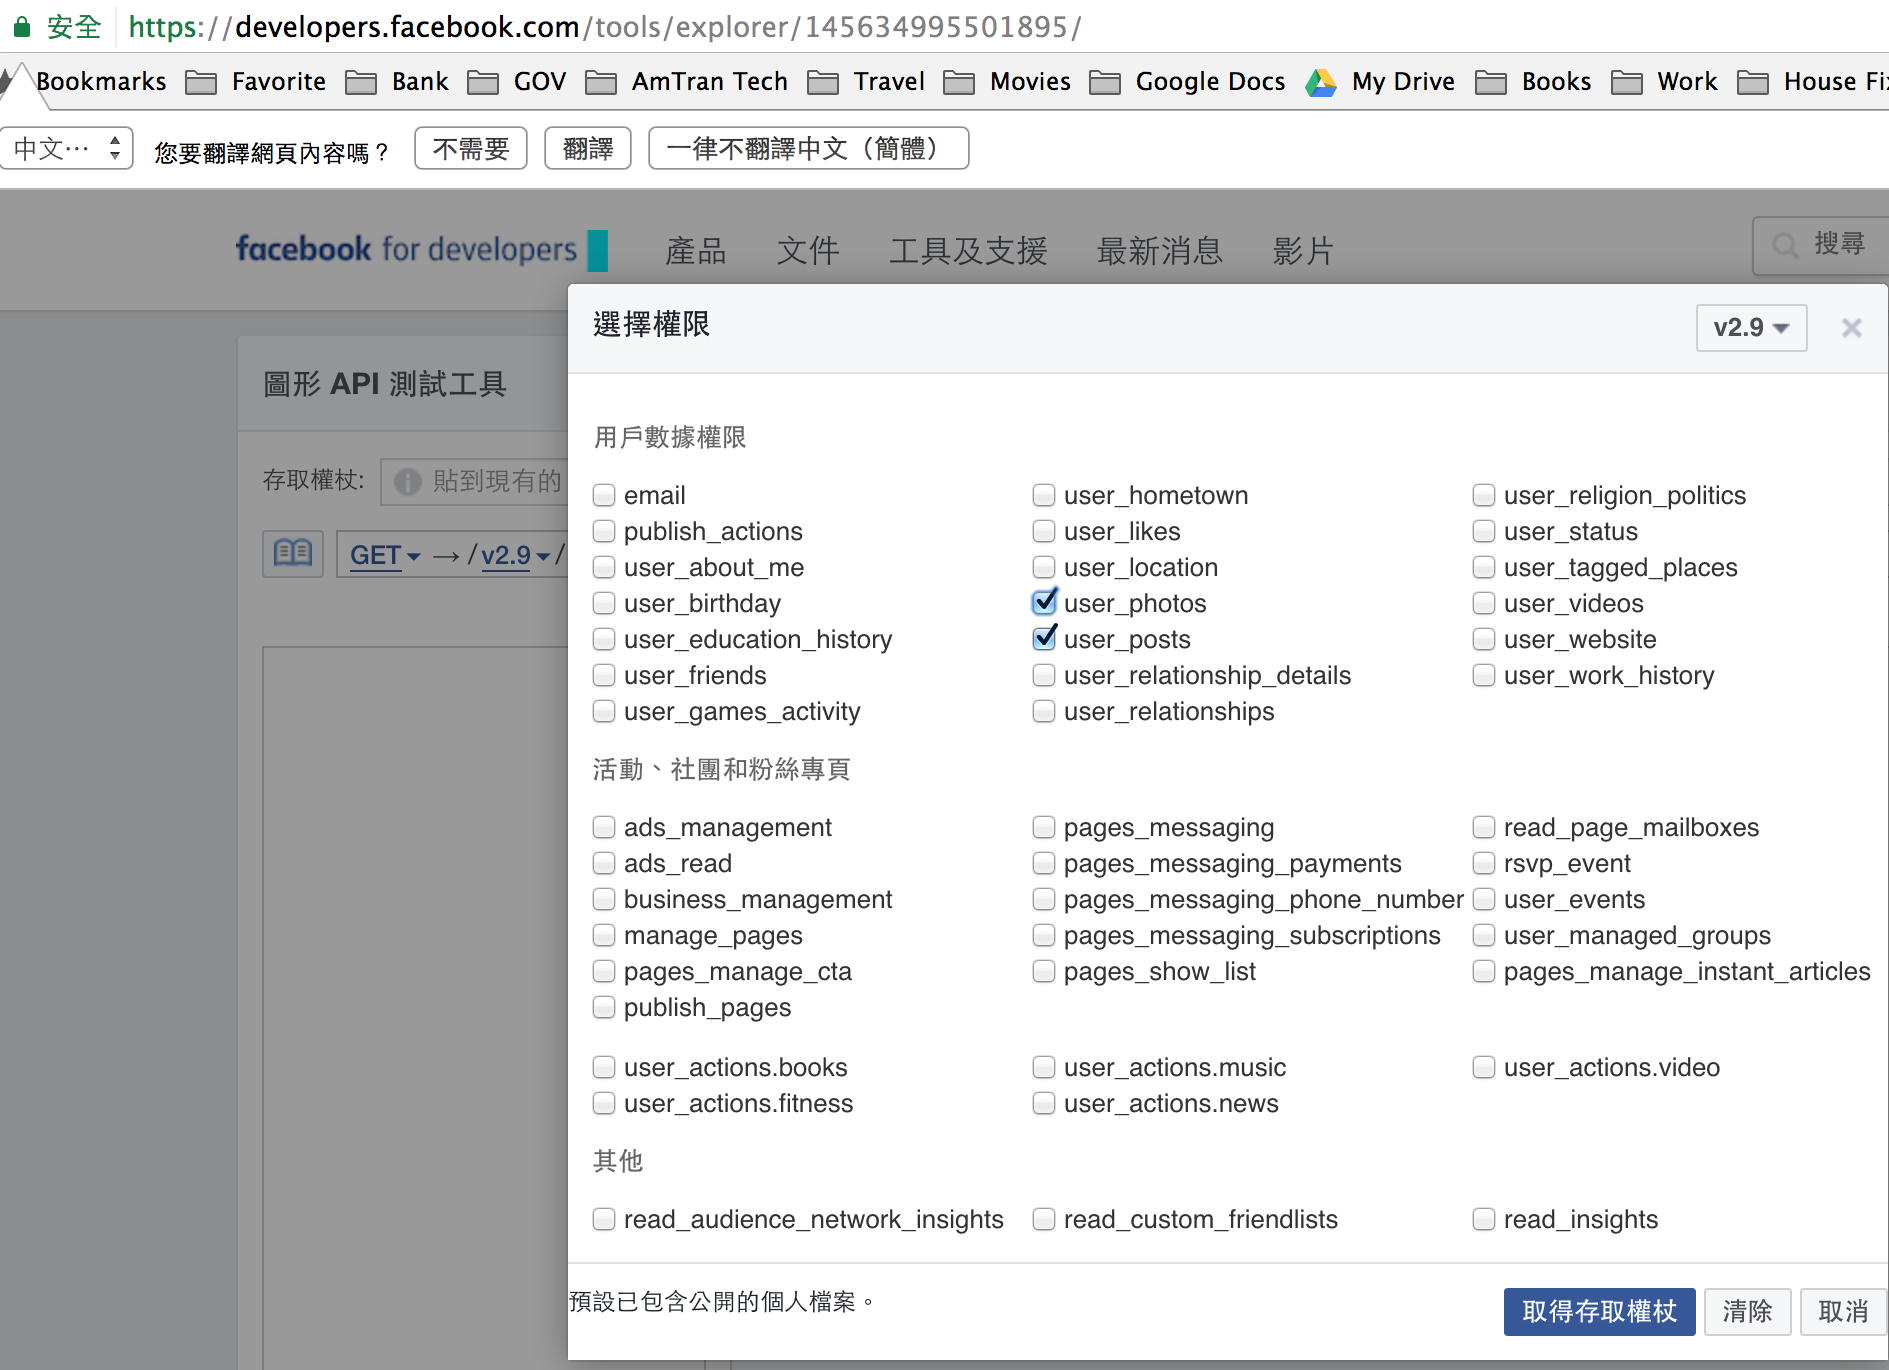 安全 https://developers.facebook.com/tools/explorer/145634995501895/
Bookmarks Favorite Bank GOV AmTran Tech Travel Movies Google Docs My Drive Books Work House Fix
中文… 您要翻譯網頁內容嗎？ 不需要 翻譯 一律不翻譯中文（簡體）
facebook for developers 產品 文件 工具及支援 最新消息 影片 搜尋
選擇權限 v2.9
圖形 API 測試工具
用戶數據權限
存取權杖: 貼到現有的
GET → / v2.9 /
email user_hometown user_religion_politics
publish_actions user_likes user_status
user_about_me user_location user_tagged_places
user_birthday user_photos user_videos
user_education_history user_posts user_website
user_friends user_relationship_details user_work_history
user_games_activity user_relationships
活動、社團和粉絲專頁
ads_management pages_messaging read_page_mailboxes
ads_read pages_messaging_payments rsvp_event
business_management pages_messaging_phone_number user_events
manage_pages pages_messaging_subscriptions user_managed_groups
pages_manage_cta pages_show_list pages_manage_instant_articles
publish_pages
user_actions.books user_actions.music user_actions.video
user_actions.fitness user_actions.news
其他
read_audience_network_insights read_custom_friendlists read_insights
預設已包含公開的個人檔案。 取得存取權杖 清除 取消